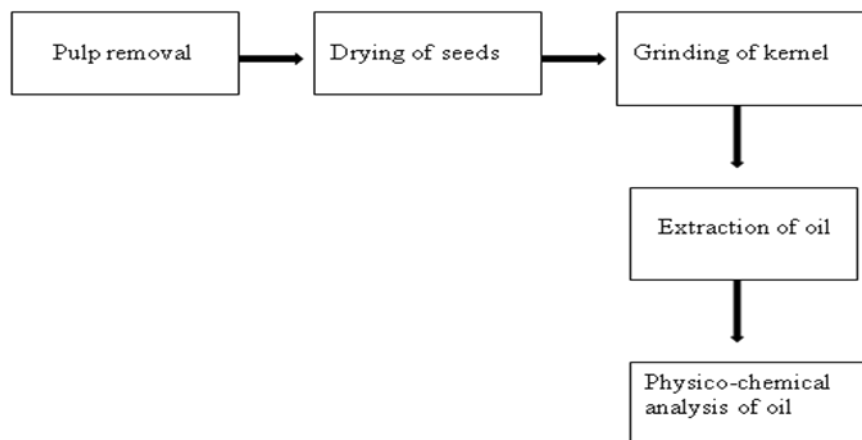 Pulp removal
Drying of seeds
Grinding of kernel
Extraction of oil
Physico-chemical
analysis of oil